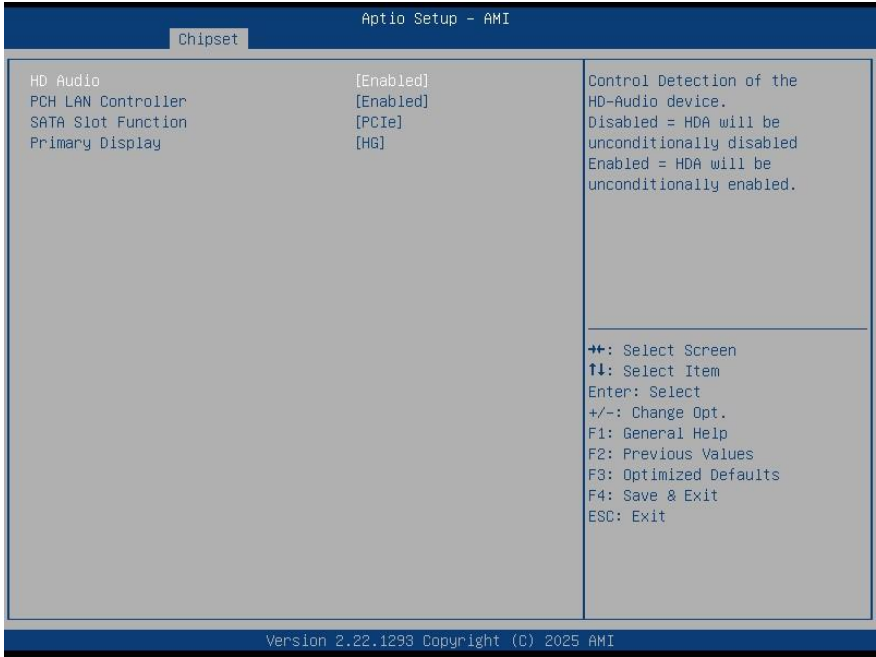 Aptio Setup - AMI
Chipset
HD Audio [Enabled]
PCH LAN Controller [Enabled]
SATA Slot Function [PCIe]
Primary Display [HG]
Control Detection of the
HD-Audio device.
Disabled = HDA will be
unconditionally disabled
Enabled = HDA will be
unconditionally enabled.
→←: Select Screen
↑↓: Select Item
Enter: Select
+/-: Change Opt.
F1: General Help
F2: Previous Values
F3: Optimized Defaults
F4: Save & Exit
ESC: Exit
Version 2.22.1293 Copyright (C) 2025 AMI